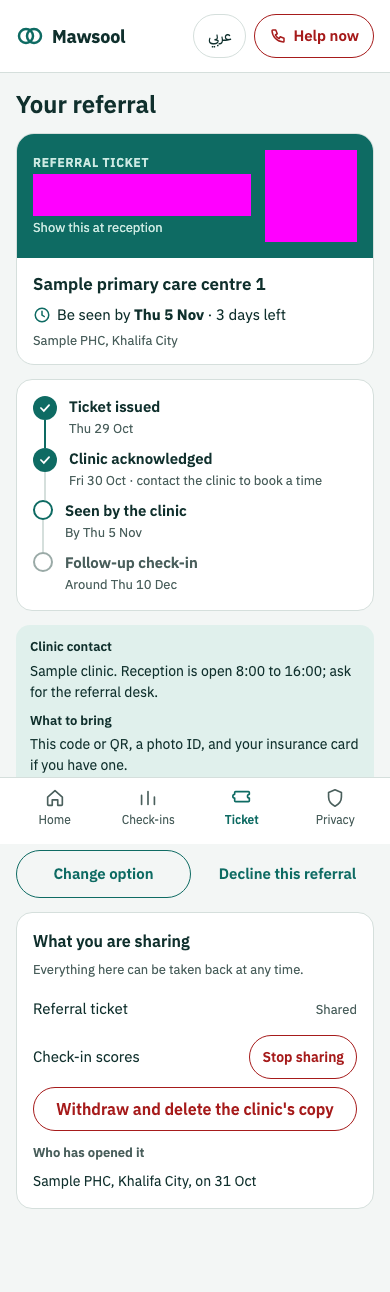 Mawsool
عربي
Help now
Your referral
REFERRAL TICKET
Show this at reception
Sample primary care centre 1
Be seen by Thu 5 Nov · 3 days left
Sample PHC, Khalifa City
Ticket issued
Thu 29 Oct
Clinic acknowledged
Fri 30 Oct · contact the clinic to book a time
Seen by the clinic
By Thu 5 Nov
Follow-up check-in
Around Thu 10 Dec
Clinic contact
Sample clinic. Reception is open 8:00 to 16:00; ask
for the referral desk.
What to bring
This code or QR, a photo ID, and your insurance card
if you have one.
Home
Check-ins
Ticket
Privacy
Change option
Decline this referral
What you are sharing
Everything here can be taken back at any time.
Referral ticket
Shared
Check-in scores
Stop sharing
Withdraw and delete the clinic's copy
Who has opened it
Sample PHC, Khalifa City, on 31 Oct